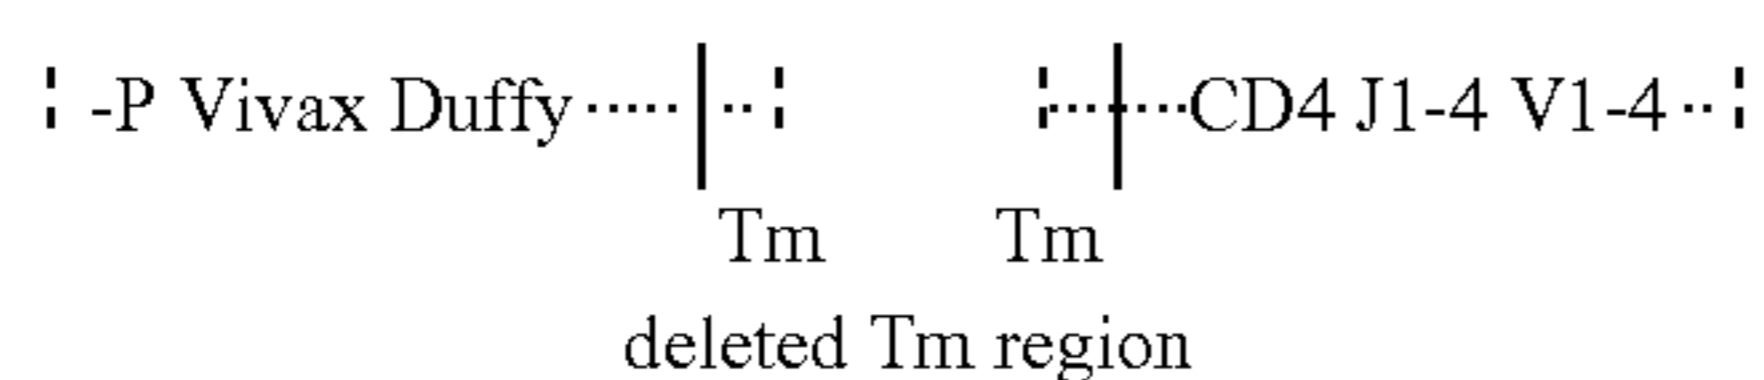 -P Vivax Duffy CD4 J1-4 V1-4
Tm Tm
deleted Tm region